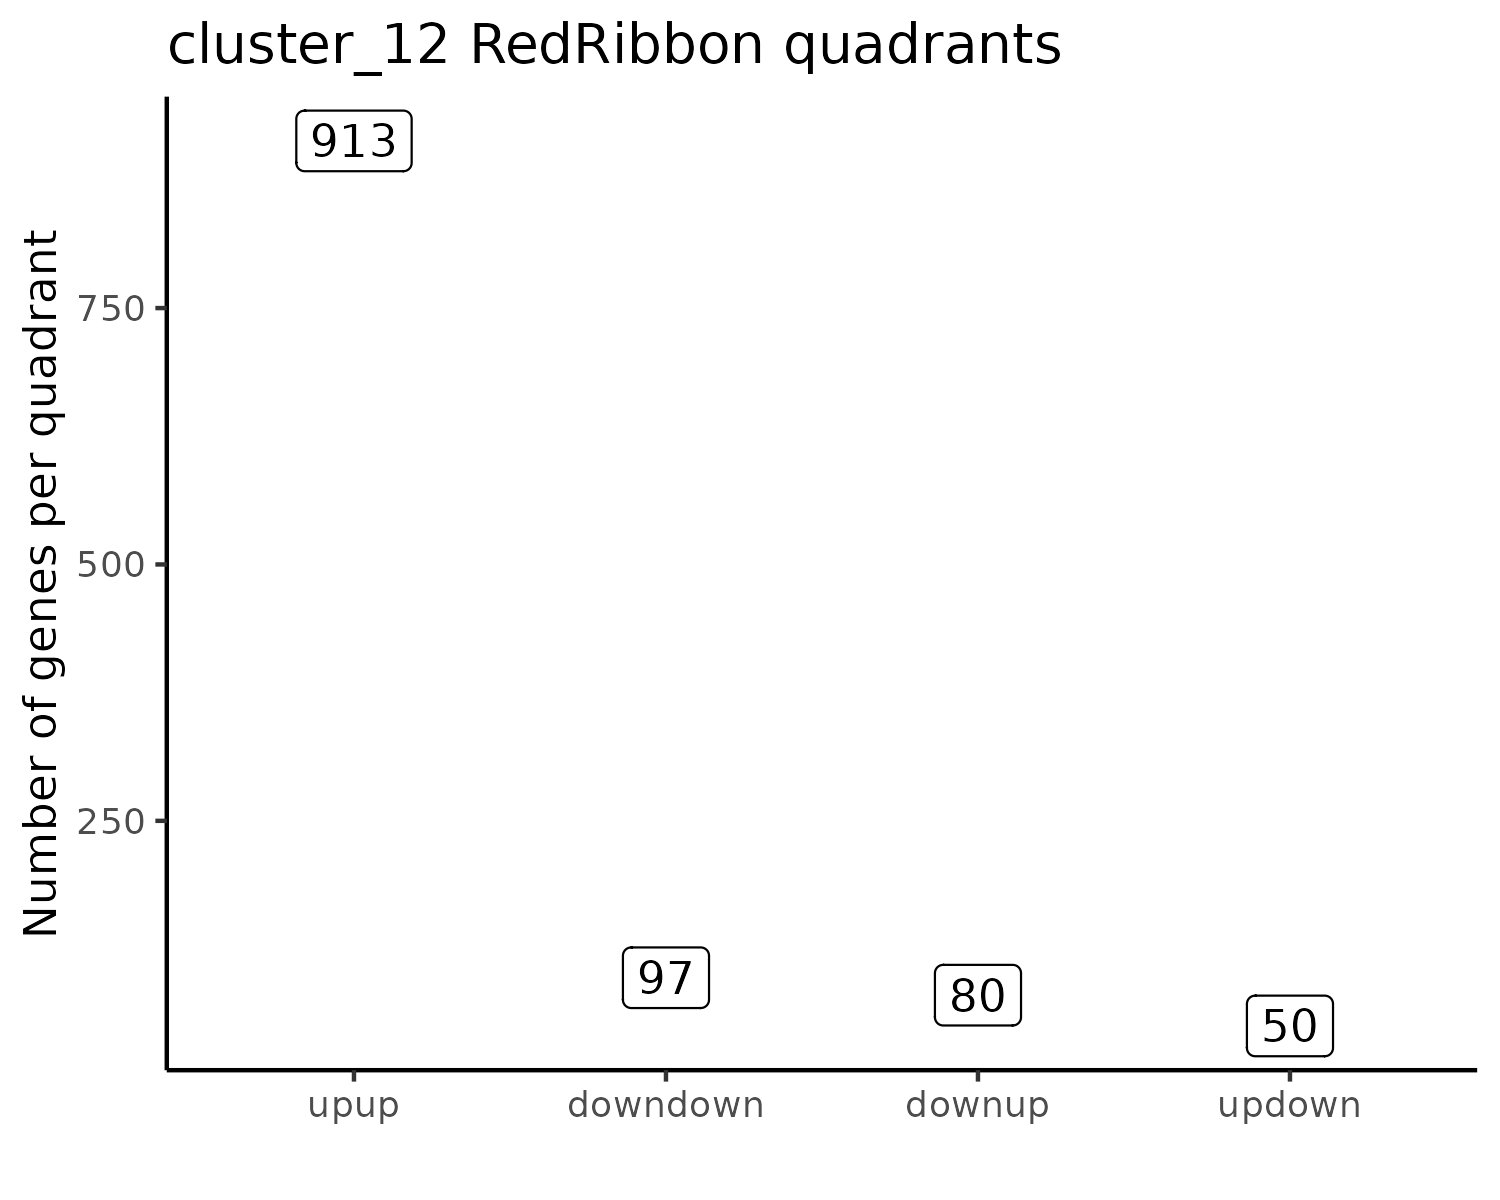 cluster_12 RedRibbon quadrants
Number of genes per quadrant
913
750
500
250
97
80
50
upup
downdown
downup
updown